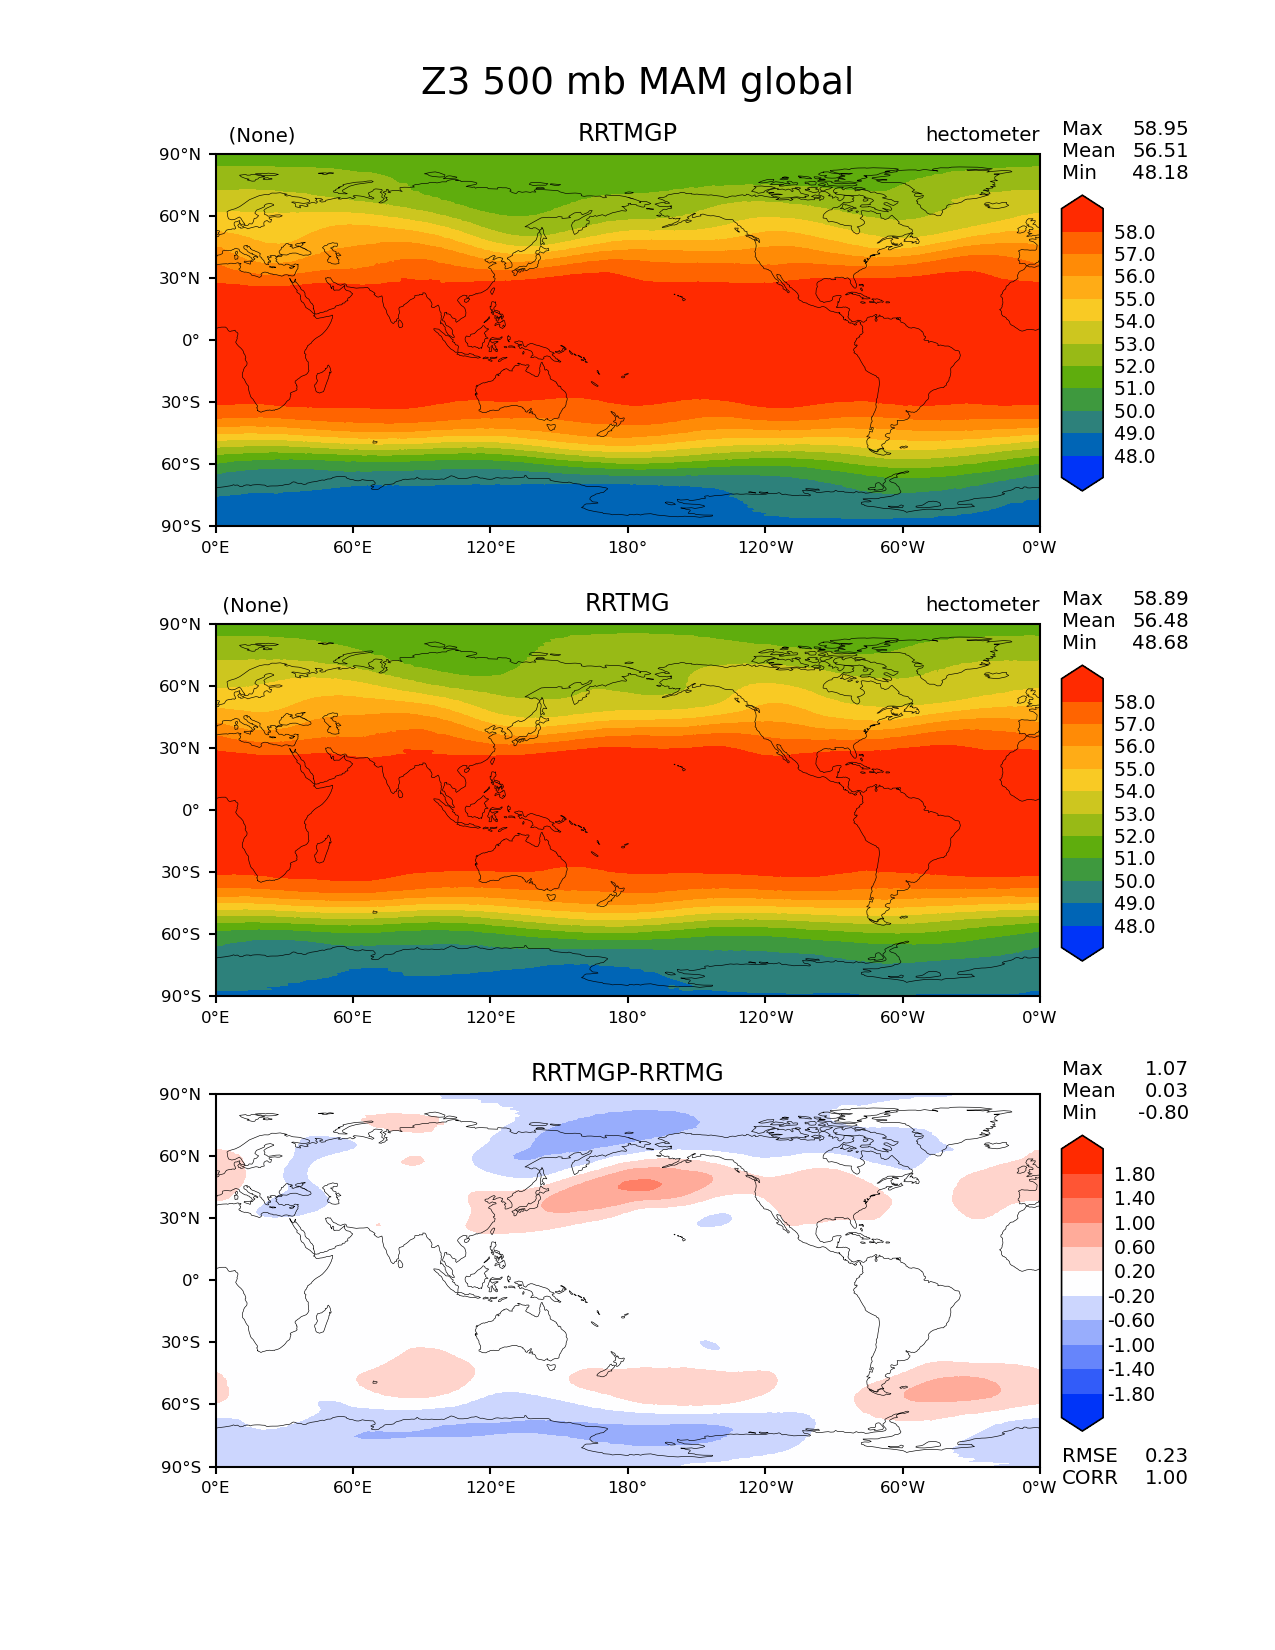 Z3 500 mb MAM global
(None) RRTMGP hectometer
Max 58.95
Mean 56.51
Min 48.18
90°N
60°N
30°N
0°
30°S
60°S
90°S
0°E 60°E 120°E 180° 120°W 60°W 0°W
58.0
57.0
56.0
55.0
54.0
53.0
52.0
51.0
50.0
49.0
48.0
(None) RRTMG hectometer
Max 58.89
Mean 56.48
Min 48.68
90°N
60°N
30°N
0°
30°S
60°S
90°S
0°E 60°E 120°E 180° 120°W 60°W 0°W
58.0
57.0
56.0
55.0
54.0
53.0
52.0
51.0
50.0
49.0
48.0
RRTMGP-RRTMG
Max 1.07
Mean 0.03
Min -0.80
90°N
60°N
30°N
0°
30°S
60°S
90°S
0°E 60°E 120°E 180° 120°W 60°W 0°W
1.80
1.40
1.00
0.60
0.20
-0.20
-0.60
-1.00
-1.40
-1.80
RMSE 0.23
CORR 1.00